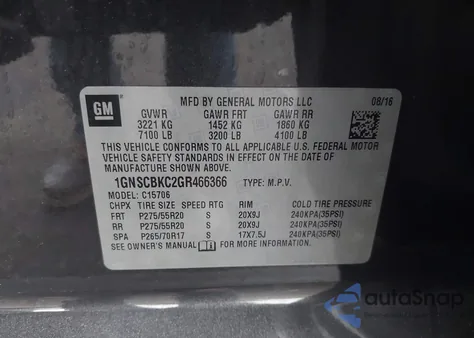 GM
MFD BY GENERAL MOTORS LLC 08/16
GVWR GAWR FRT GAWR RR
3221 KG 1452 KG 1860 KG
7100 LB 3200 LB 4100 LB
THIS VEHICLE CONFORMS TO ALL APPLICABLE U.S. FEDERAL MOTOR
VEHICLE SAFETY STANDARDS IN EFFECT ON THE DATE OF
MANUFACTURE SHOWN ABOVE.
1GNSCBKC2GR466366 TYPE: M.P.V.
MODEL: C15706
CHPX TIRE SIZE SPEED RTG RIM COLD TIRE PRESSURE
FRT P275/55R20 S 20X9J 240KPA(35PSI)
RR P275/55R20 S 20X9J 240KPA(35PSI)
SPA P265/70R17 S 17X7.5J 240KPA(35PSI)
SEE OWNER'S MANUAL FOR ADDITIONAL INFORMATION.
autoSnap